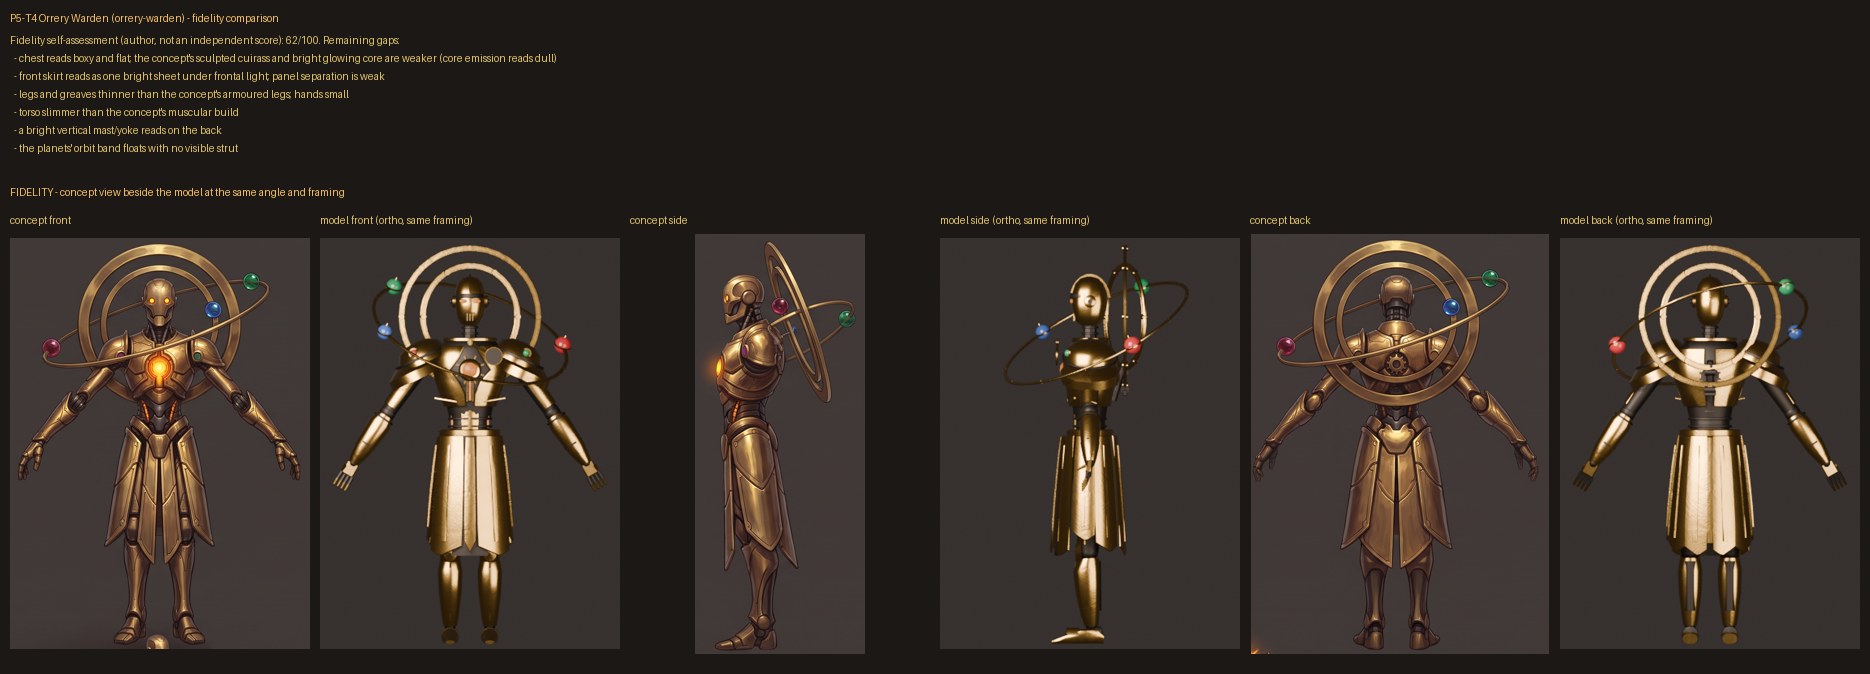 P5-T4 Orrery Warden (orrery-warden) - fidelity comparison
Fidelity self-assessment (author, not an independent score): 62/100. Remaining gaps:
- chest reads boxy and flat; the concept's sculpted cuirass and bright glowing core are weaker (core emission reads dull)
- front skirt reads as one bright sheet under frontal light; panel separation is weak
- legs and greaves thinner than the concept's armoured legs; hands small
- torso slimmer than the concept's muscular build
- a bright vertical mast/yoke reads on the back
- the planets' orbit band floats with no visible strut
FIDELITY - concept view beside the model at the same angle and framing
concept front
model front (ortho, same framing)
concept side
model side (ortho, same framing)
concept back
model back (ortho, same framing)